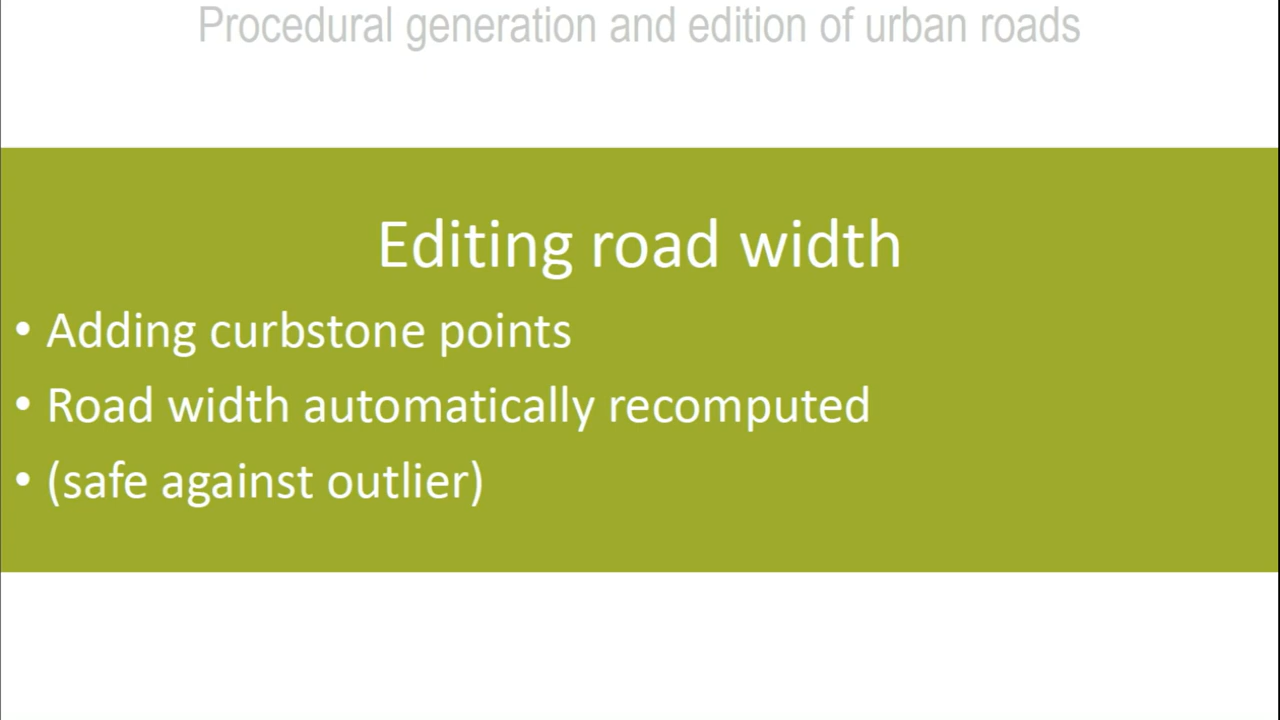 Procedural generation and edition of urban roads
Editing road width
• Adding curbstone points
• Road width automatically recomputed
• (safe against outlier)